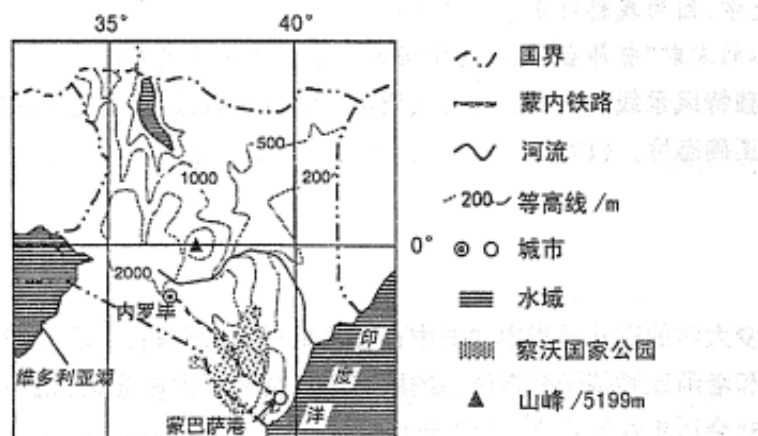 35°
40°
500
1000
200
0°
2000
内罗毕
维多利亚湖
蒙巴萨港
印
度
洋
国界
蒙内铁路
河流
200 等高线/m
城市
水域
察沃国家公园
山峰/5199m